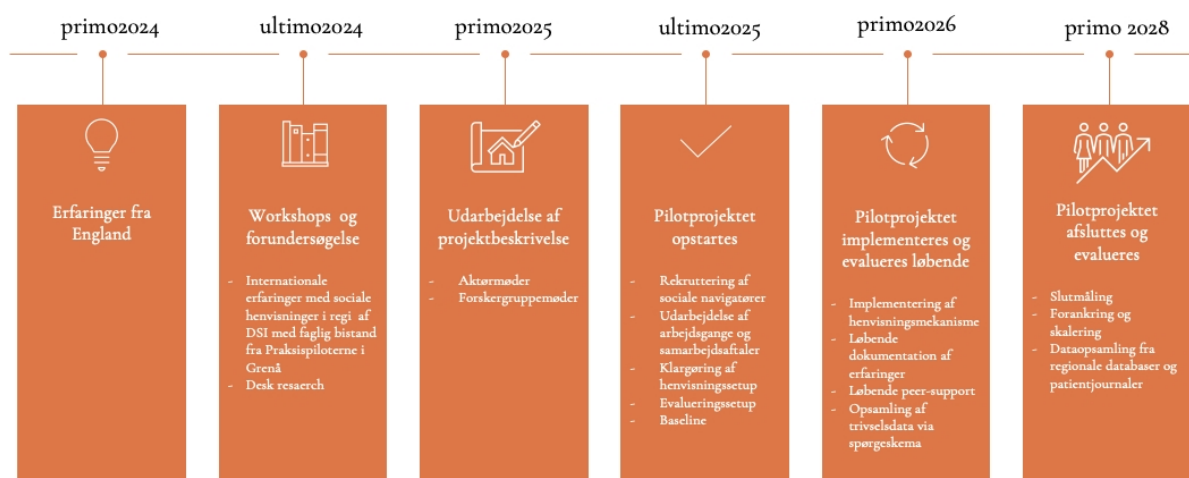 primo2024
ultimo2024
primo2025
ultimo2025
primo2026
primo 2028
Erfaringer fra
England
Workshops og
forundersøgelse
- Internationale
erfaringer med sociale
henvisninger i regi af
DSI med faglig bistand
fra Praksispiloterne i
Grenå
- Desk resaerch
Udarbejdelse af
projektbeskrivelse
- Aktørmøder
- Forskergruppemøder
Pilotprojektet
opstartes
- Rekruttering af
sociale navigatører
- Udarbejdelse af
arbejdsgange og
samarbejdsaftaler
- Klargøring af
henvisningssetup
- Evalueringssetup
- Baseline
Pilotprojektet
implementeres og
evalueres løbende
- Implementering af
henvisningsmekanisme
- Løbende
dokumentation af
erfaringer
- Løbende peer-support
- Opsamling af
trivselsdata via
spørgeskema
Pilotprojektet
afsluttes og
evalueres
- Slutmåling
- Forankring og
skalering
- Dataopsamling fra
regionale databaser og
patientjournaler